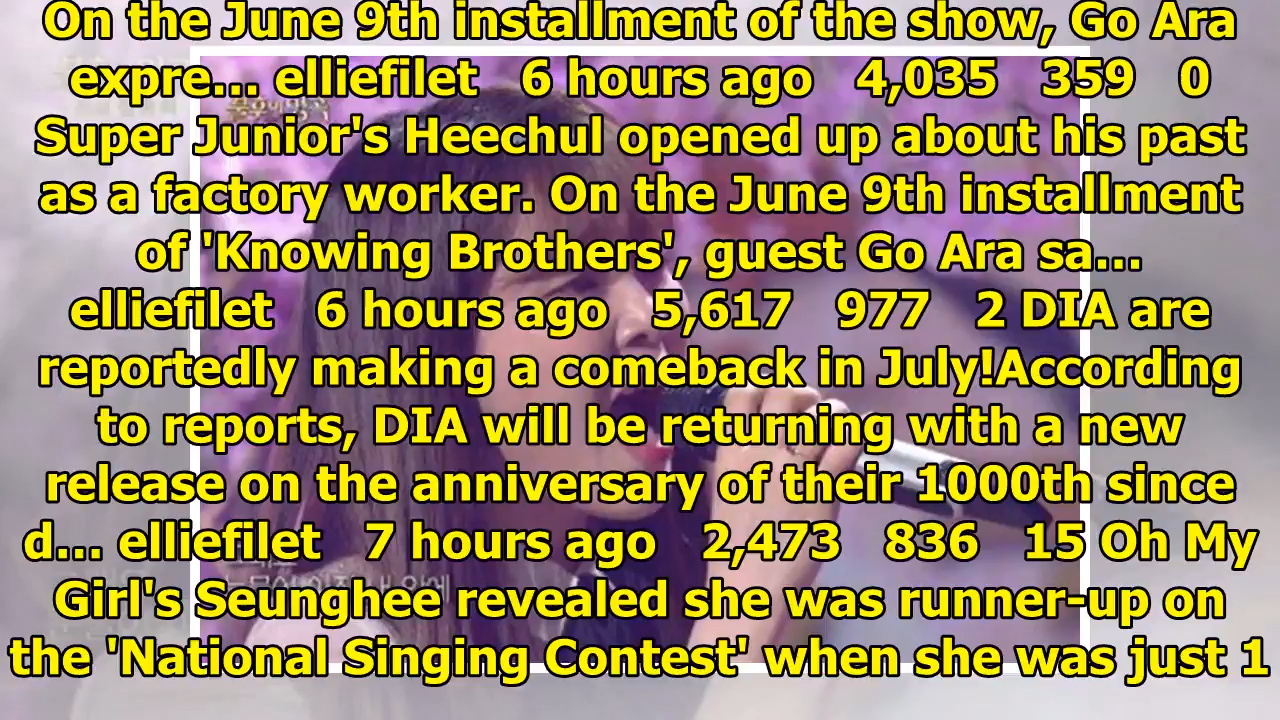 On the June 9th installment of the show, Go Ara
expre... elliefilet 6 hours ago 4,035 359 0
Super Junior's Heechul opened up about his past
as a factory worker. On the June 9th installment
of 'Knowing Brothers', guest Go Ara sa...
elliefilet 6 hours ago 5,617 977 2 DIA are
reportedly making a comeback in July!According
to reports, DIA will be returning with a new
release on the anniversary of their 1000th since
d... elliefilet 7 hours ago 2,473 836 15 Oh My
Girl's Seunghee revealed she was runner-up on
the 'National Singing Contest' when she was just 1